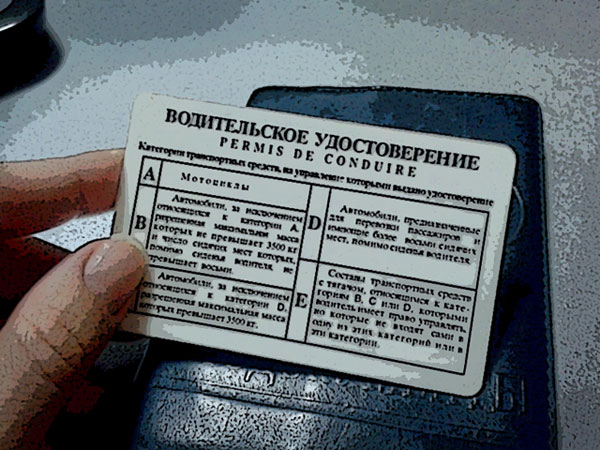 ВОДИТЕЛЬСКОЕ УДОСТОВЕРЕНИЕ
PERMIS DE CONDUIRE
Категории транспортных средств, на управление которыми выдано удостоверение
A
Мотоциклы
B
Автомобили, за исключением
относящихся к категории А,
разрешенная максимальная масса
которых не превышает 3500 кг
и число сидячих мест которых,
помимо сиденья водителя, не
превышает восьми.
Автомобили, за исключением
относящихся к категории D,
разрешенная максимальная масса
которых превышает 3500 кг.
D
Автомобили, предназначенные
для перевозки пассажиров и
имеющие более восьми сидячих
мест, помимо сиденья водителя.
E
Составы транспортных средств
с тягачом, относящимся к кате-
гориям В, С или D, которыми
водитель имеет право управлять,
но которые не входят сами в
одну из этих категорий или в
эти категории.